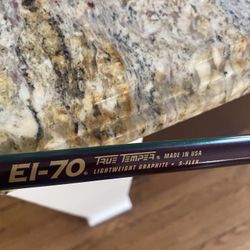 EI-70® TRUE TEMPER® MADE IN USA
LIGHTWEIGHT GRAPHITE • S-FLEX